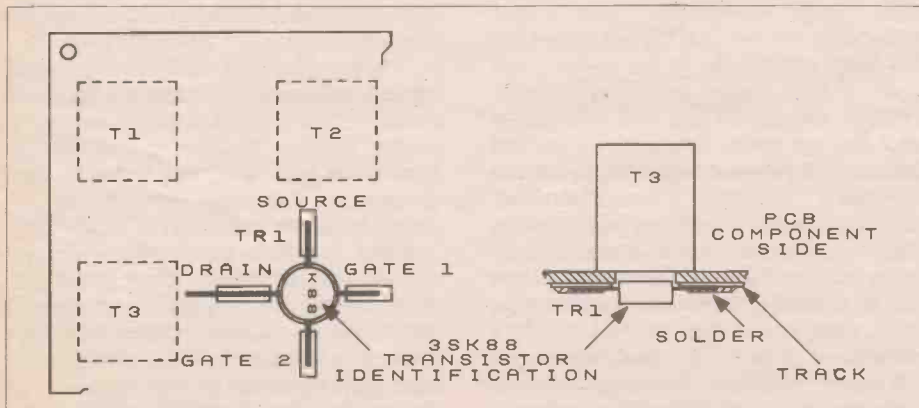 T1
T2
SOURCE
TR1
DRAIN
GATE 1
K88
T3
GATE 2
3SK88
TRANSISTOR
IDENTIFICATION
T3
PCB
COMPONENT
SIDE
TR1
SOLDER
TRACK